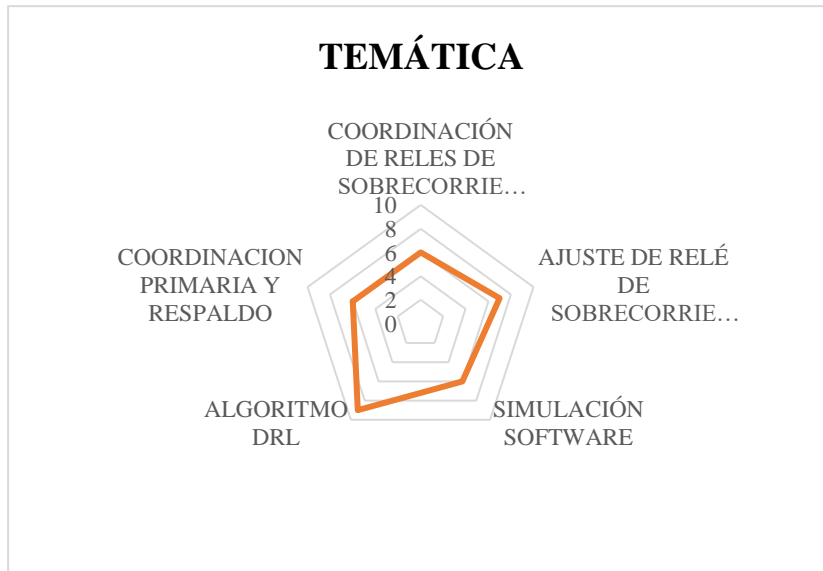 TEMÁTICA
COORDINACIÓN
DE RELES DE
SOBRECORRIE…
10
8
6
4
2
0
AJUSTE DE RELÉ
DE
SOBRECORRIE…
SIMULACIÓN
SOFTWARE
ALGORITMO
DRL
COORDINACION
PRIMARIA Y
RESPALDO